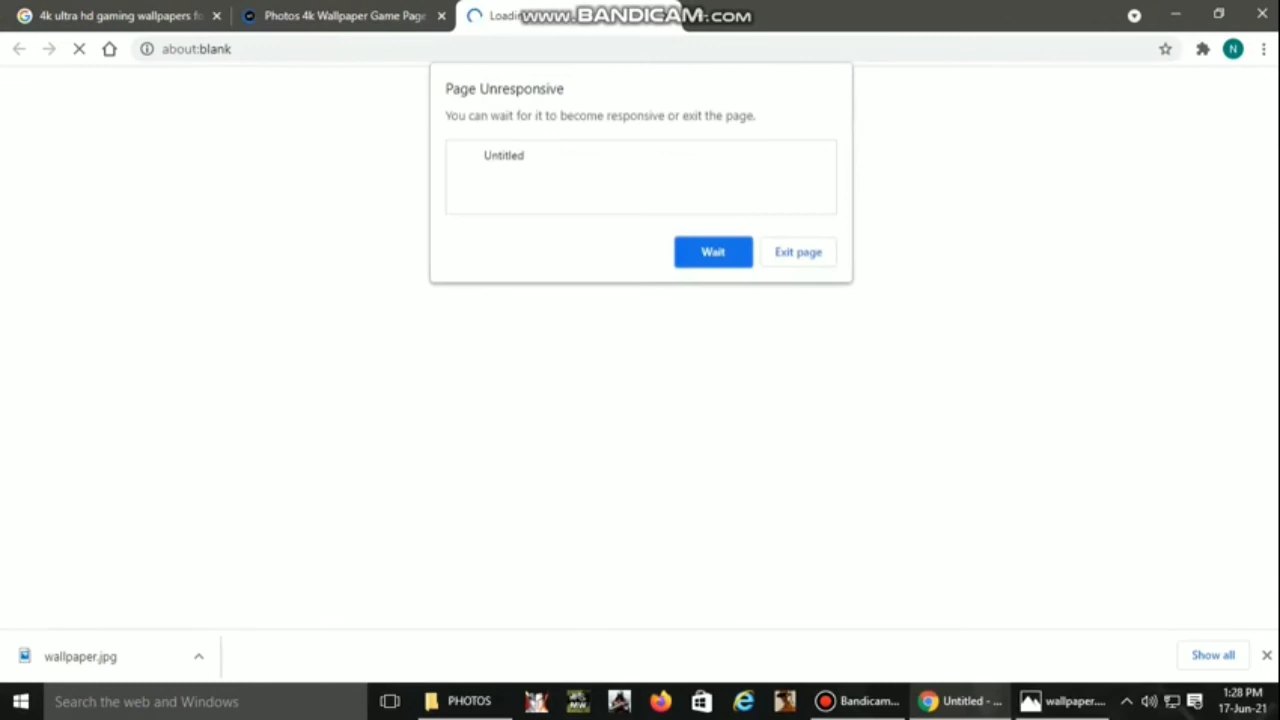 4k ultra hd gaming wallpapers fo
Photos 4k Wallpaper Game Page
Loadin
www.BANDICAM.com
about:blank
N
Page Unresponsive
You can wait for it to become responsive or exit the page.
Untitled
Wait
Exit page
wallpaper.jpg
Show all
Search the web and Windows
PHOTOS
MW
Bandicam...
Untitled - ...
wallpaper....
1:28 PM
17-Jun-21